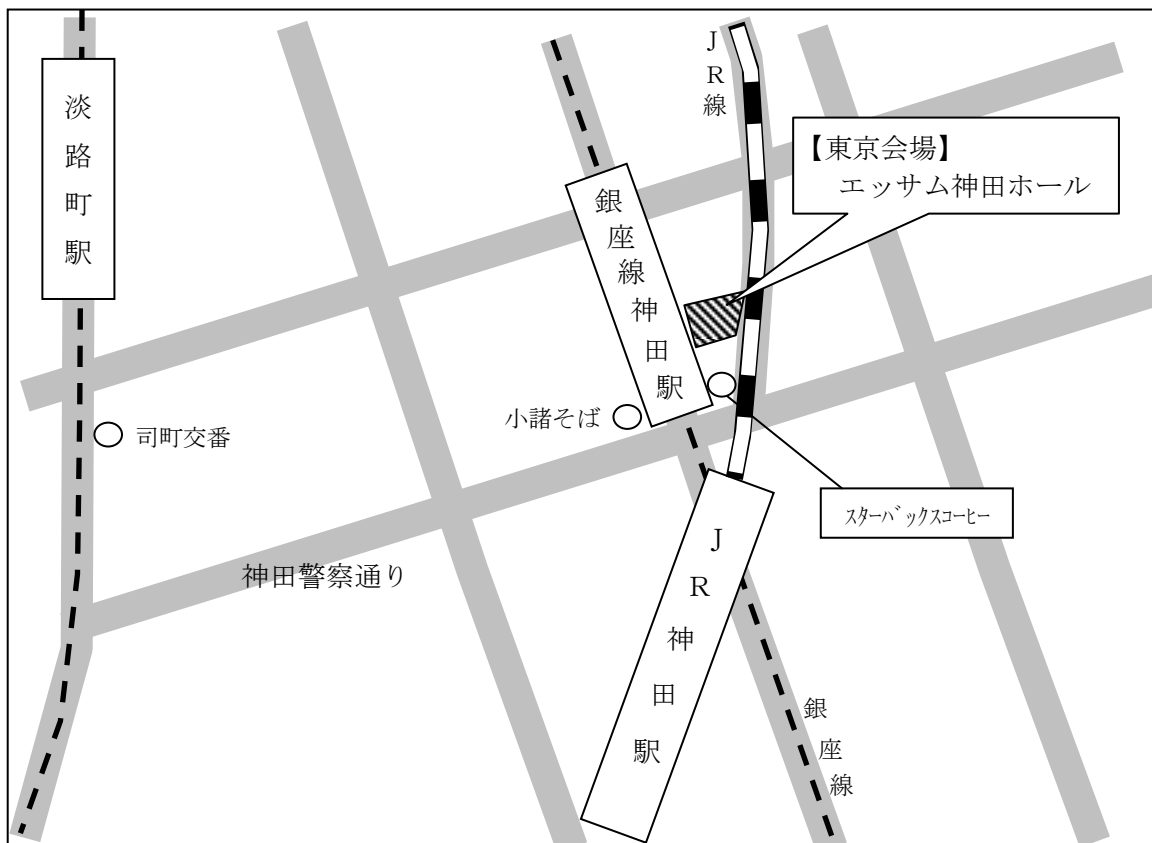 淡路町駅
JR線
【東京会場】
エッサム神田ホール
銀座線神田駅
小諸そば
司町交番
スターバックスコーヒー
神田警察通り
JR神田駅
銀座線